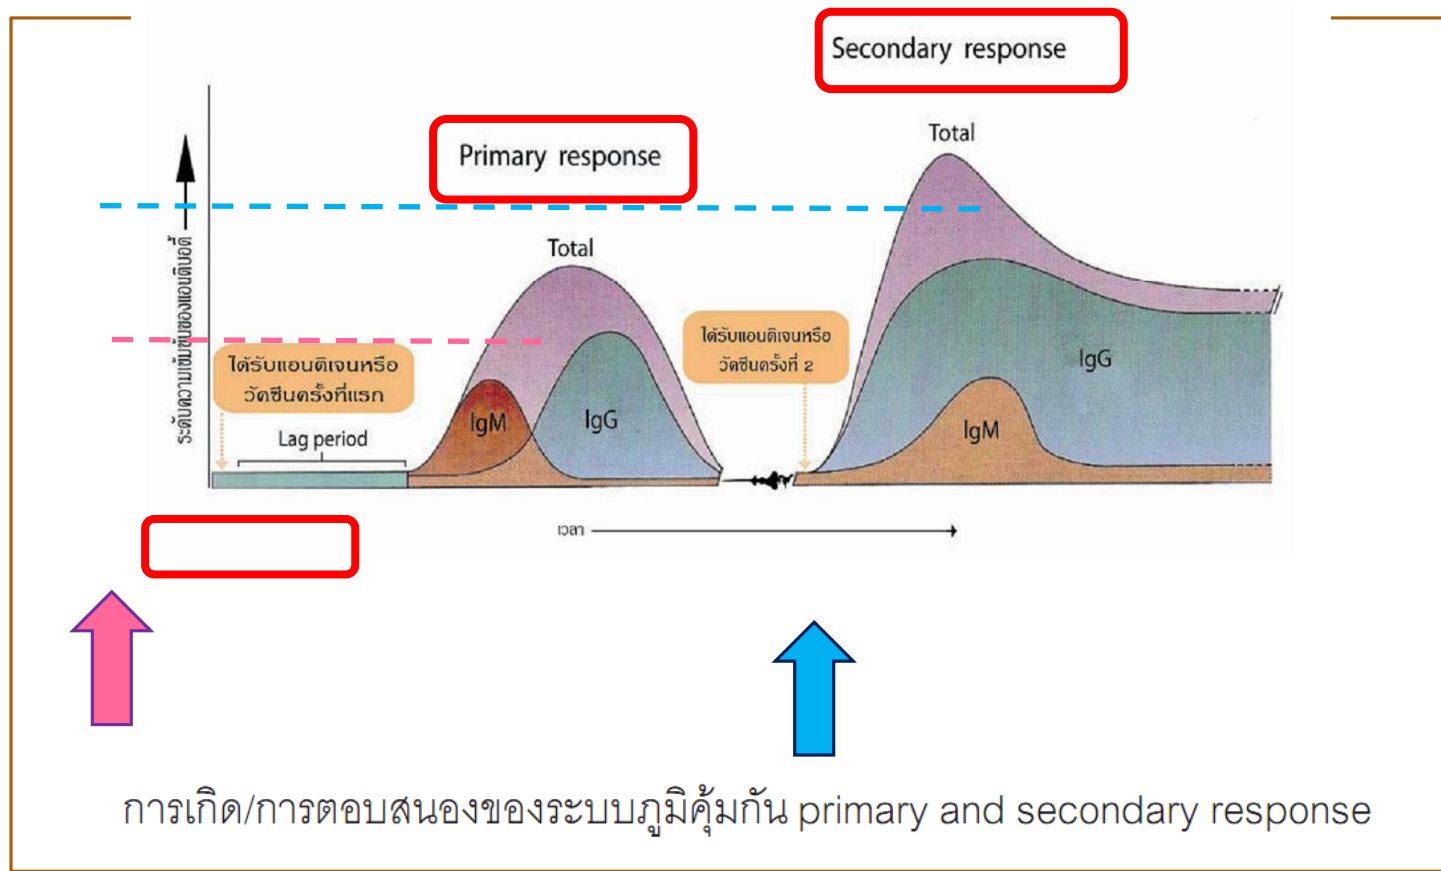 Secondary response
Total
Primary response
Total
ระดับความเข้มข้นของแอนติบอดี
ได้รับแอนติเจนหรือ
วัคซีนครั้งที่แรก
ได้รับแอนติเจนหรือ
วัคซีนครั้งที่ 2
IgG
IgM
IgG
IgM
Lag period
เวลา
การเกิด/การตอบสนองของระบบภูมิคุ้มกัน primary and secondary response